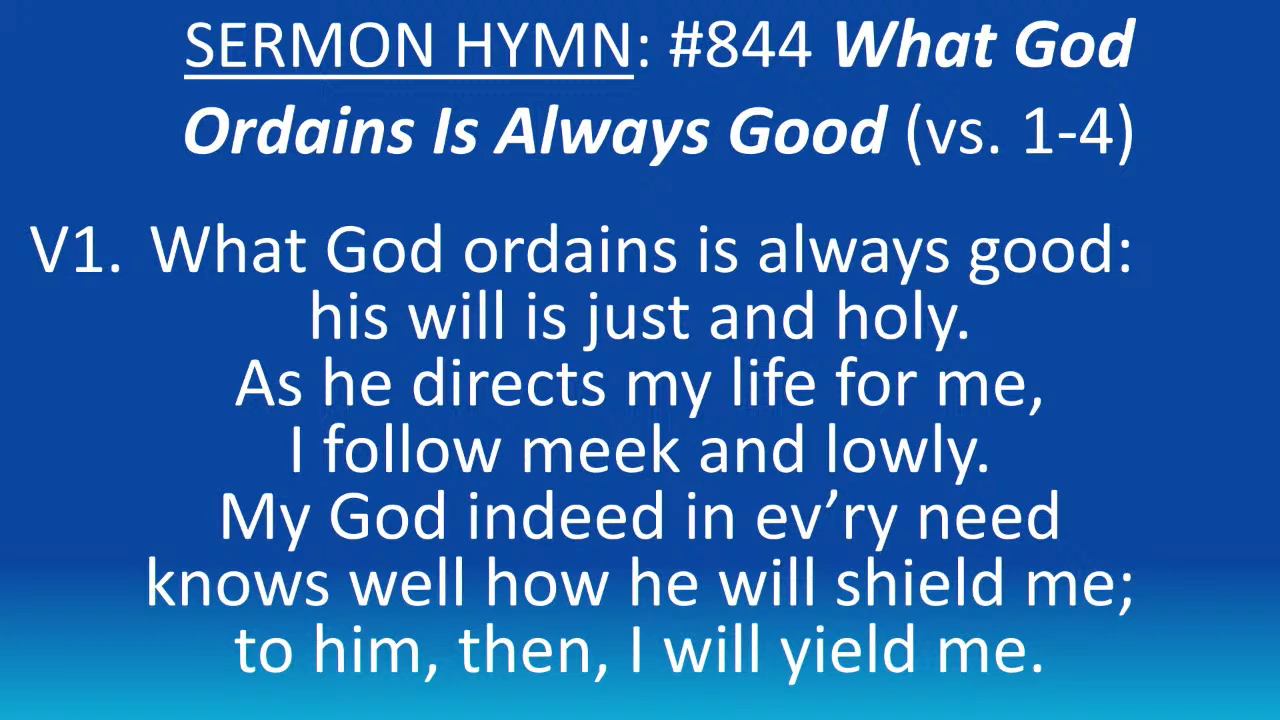 SERMON HYMN: #844 What God
Ordains Is Always Good (vs. 1-4)
V1. What God ordains is always good:
his will is just and holy.
As he directs my life for me,
I follow meek and lowly.
My God indeed in ev’ry need
knows well how he will shield me;
to him, then, I will yield me.